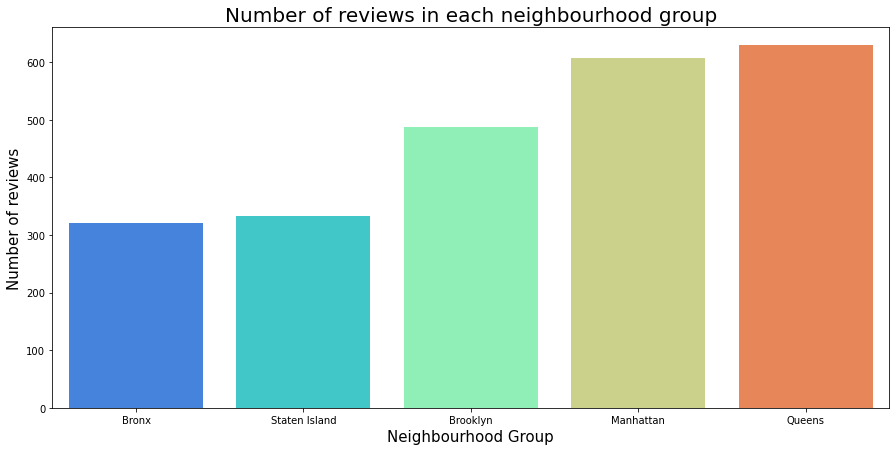 Number of reviews in each neighbourhood group
Number of reviews
600
500
400
300
200
100
0
Bronx Staten Island Brooklyn Manhattan Queens
Neighbourhood Group